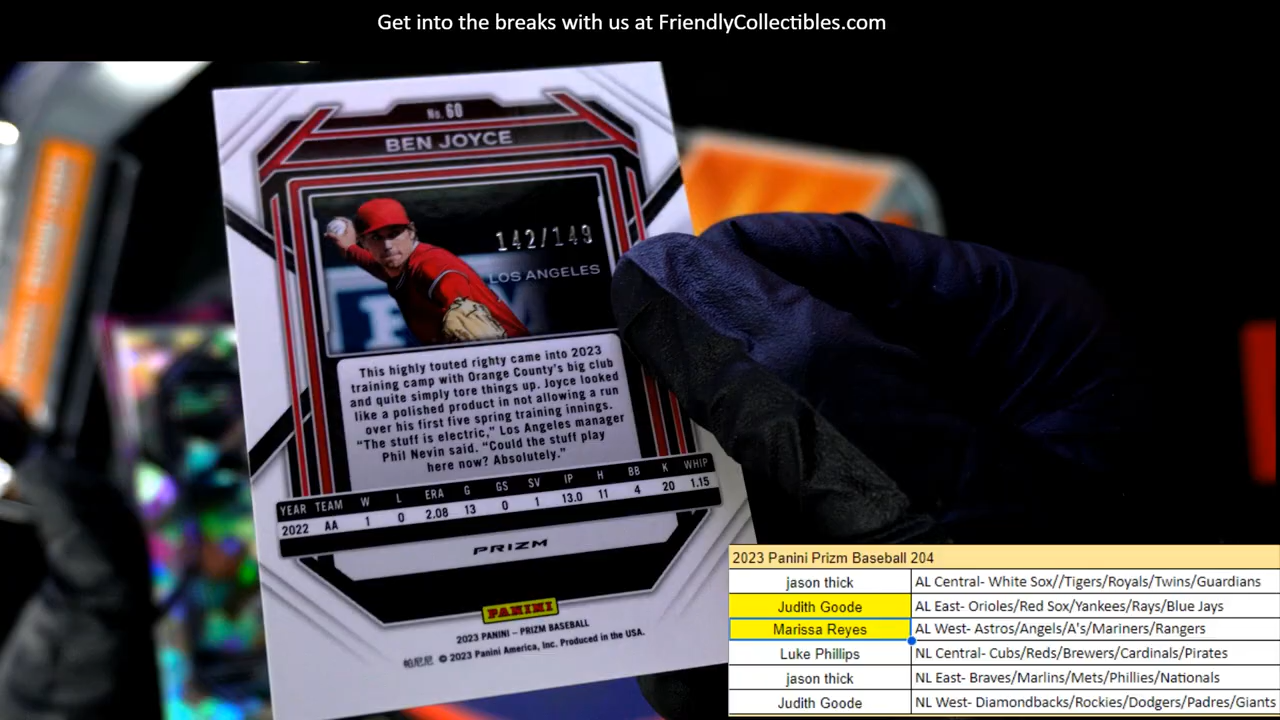 Get into the breaks with us at FriendlyCollectibles.com
No. 60
BEN JOYCE
142/149
LOS ANGELES
This highly touted righty came into 2023
training camp with Orange County's big club
and quite simply tore things up. Joyce looked
like a polished product in not allowing a run
over his first five spring training innings.
"The stuff is electric," Los Angeles manager
Phil Nevin said. "Could the stuff play
here now? Absolutely."
YEAR TEAM W L ERA G GS SV IP H BB K WHIP
2022 AA 1 0 2.08 13 0 1 13.0 11 4 20 1.15
PRIZM
PANINI
2023 PANINI – PRIZM BASEBALL
帕尼尼 © 2023 Panini America, Inc. Produced in the USA.
2023 Panini Prizm Baseball 204
jason thick AL Central- White Sox//Tigers/Royals/Twins/Guardians
Judith Goode AL East- Orioles/Red Sox/Yankees/Rays/Blue Jays
Marissa Reyes AL West- Astros/Angels/A's/Mariners/Rangers
Luke Phillips NL Central- Cubs/Reds/Brewers/Cardinals/Pirates
jason thick NL East- Braves/Marlins/Mets/Phillies/Nationals
Judith Goode NL West- Diamondbacks/Rockies/Dodgers/Padres/Giants